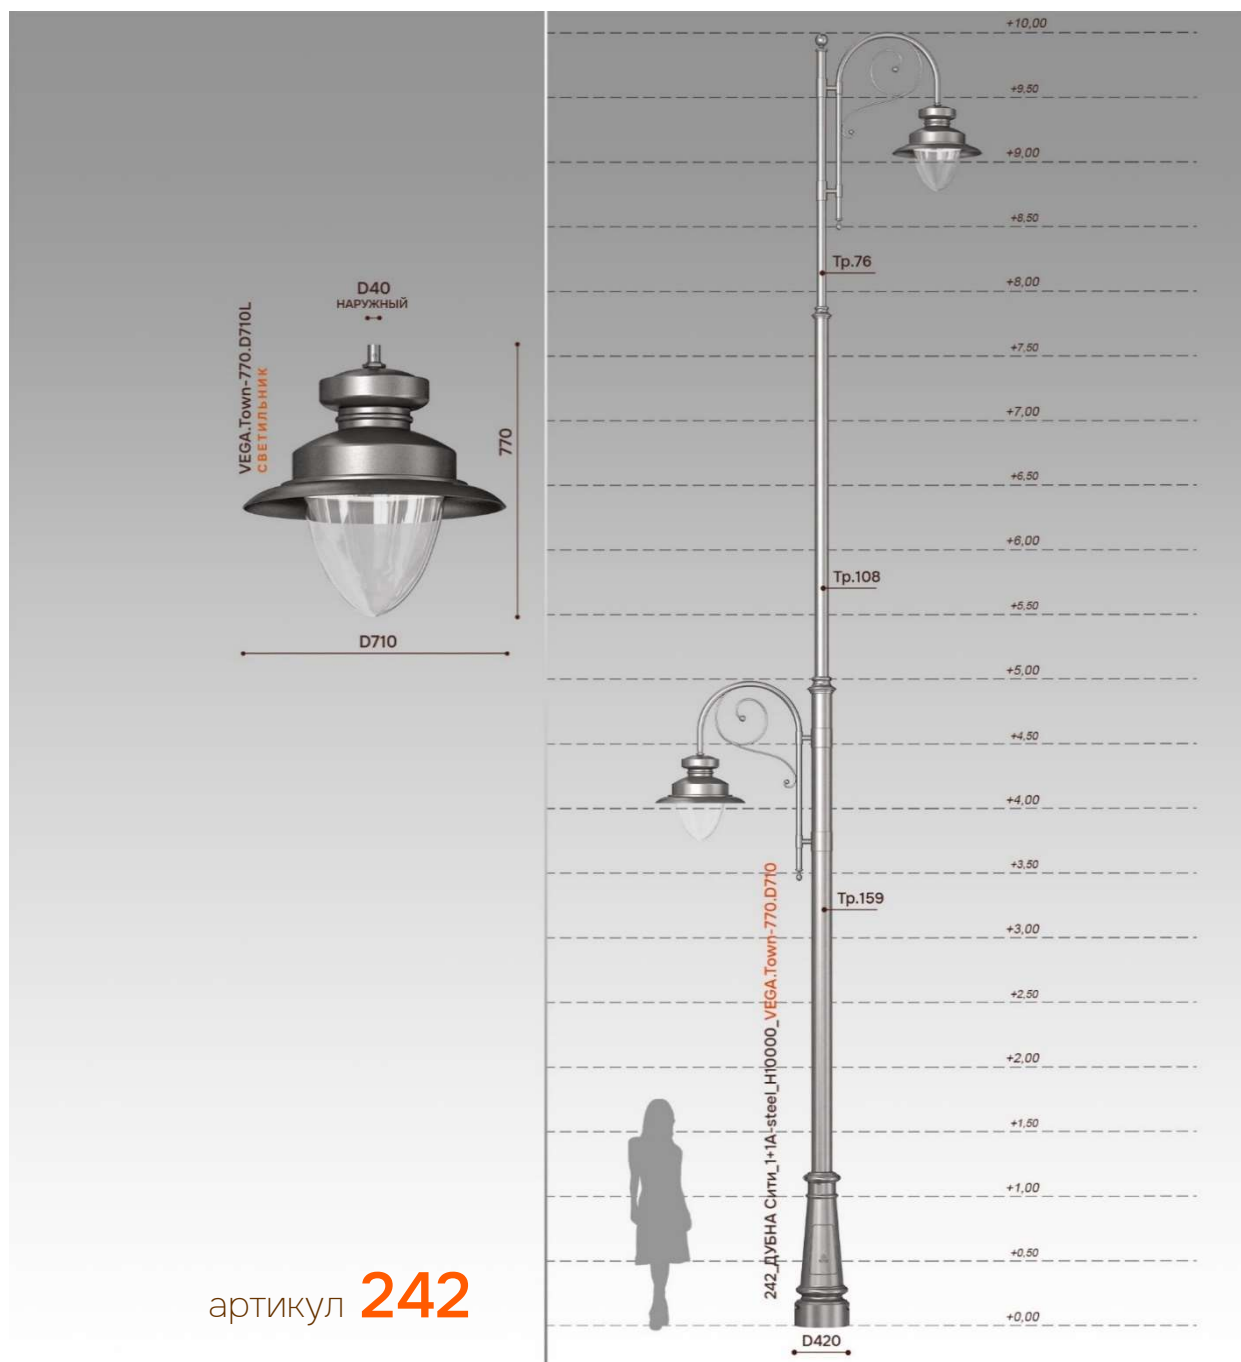 D40
НАРУЖНЫЙ
VEGA.Town-770.D710L
СВЕТИЛЬНИК
770
D710
артикул 242
+10,00
+9,50
+9,00
+8,50
Тр.76
+8,00
+7,50
+7,00
+6,50
+6,00
Тр.108
+5,50
+5,00
+4,50
+4,00
+3,50
Тр.159
+3,00
+2,50
+2,00
+1,50
+1,00
+0,50
+0,00
242_ДУБНА Сити_1+1А-steel_H10000_VEGA.Town-770.D710
D420